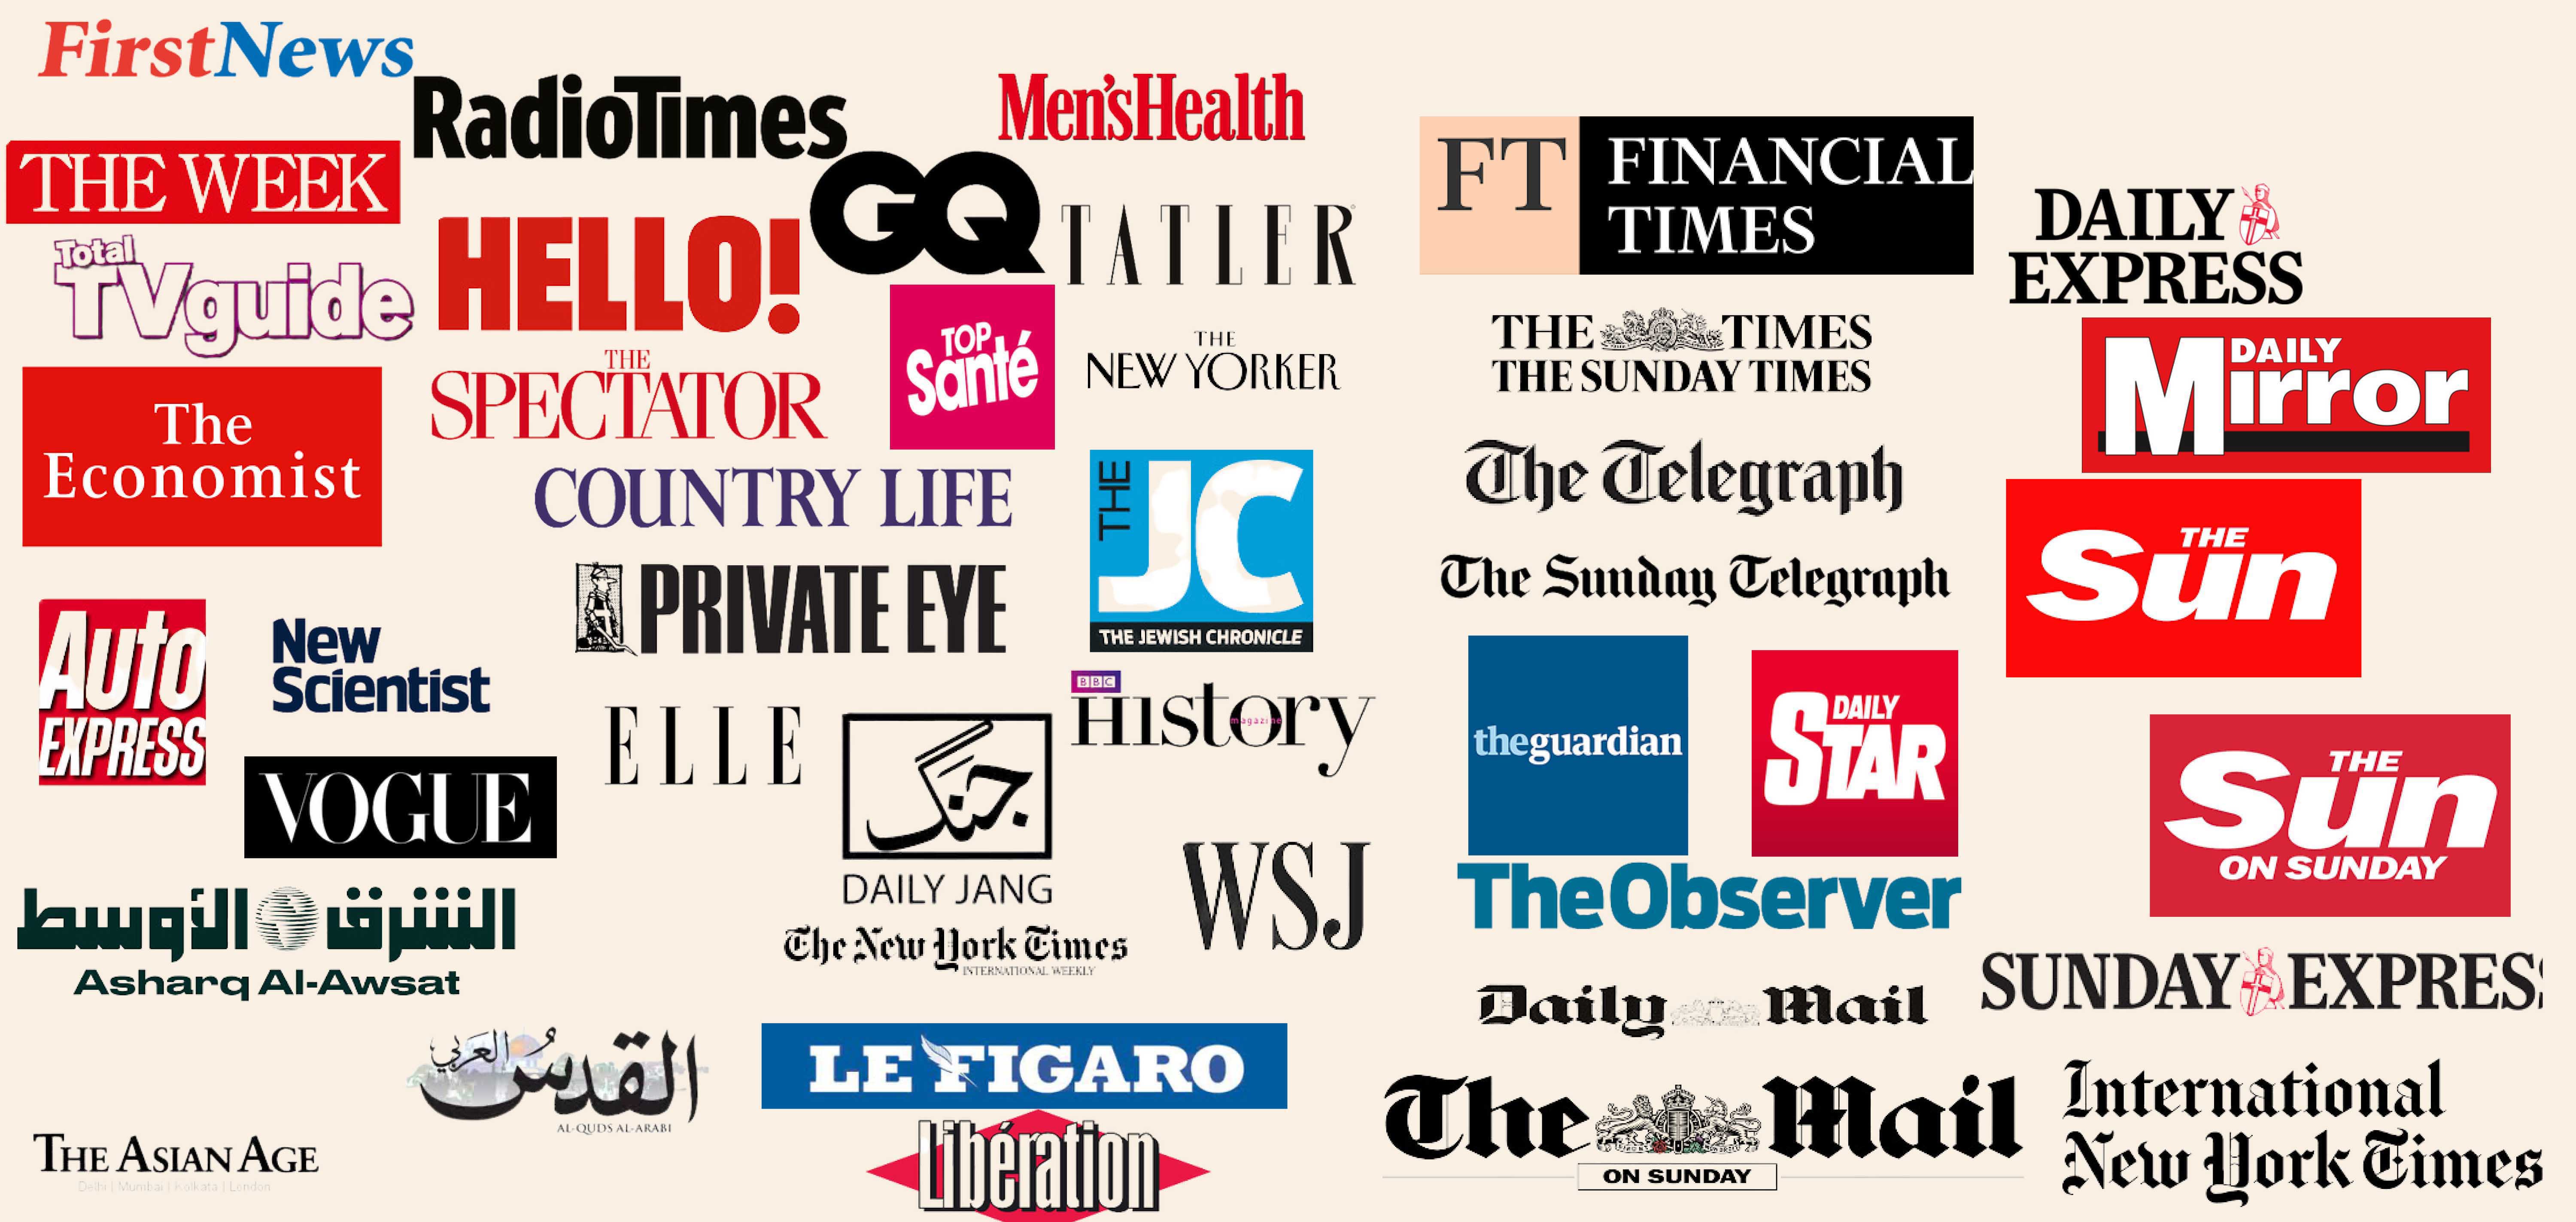 FirstNews
RadioTimes
Men'sHealth
THE WEEK
GQ
FT FINANCIAL
TIMES
Total
TVguide
HELLO!
TATLER
DAILY
EXPRESS
TOP
Santé
THE
NEW YORKER
THE TIMES
THE SUNDAY TIMES
DAILY
Mirror
The
Economist
THE
SPECTATOR
COUNTRY LIFE
THE JC
THE JEWISH CHRONICLE
The Telegraph
THE
Sun
PRIVATE EYE
The Sunday Telegraph
Auto
EXPRESS
New
Scientist
ELLE
BBC
History
magazine
theguardian
DAILY
STAR
VOGUE
جنگ
DAILY JANG
WSJ
THE
Sun
ON SUNDAY
الشرق الأوسط
Asharq Al-Awsat
The New York Times
INTERNATIONAL WEEKLY
TheObserver
SUNDAY EXPRES
Daily Mail
القدس العربي
AL-QUDS AL-ARABI
LE FIGARO
The Mail
ON SUNDAY
International
New York Times
THE ASIAN AGE
Delhi | Mumbai | Kolkata | London
Libération